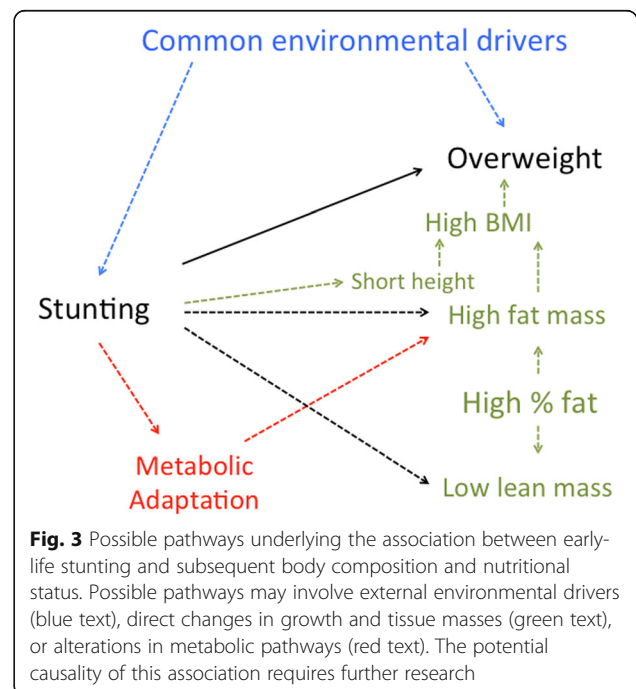 Common environmental drivers
Overweight
High BMI
Short height
Stunting
High fat mass
High % fat
Metabolic
Adaptation
Low lean mass
Fig. 3 Possible pathways underlying the association between early-
life stunting and subsequent body composition and nutritional
status. Possible pathways may involve external environmental drivers
(blue text), direct changes in growth and tissue masses (green text),
or alterations in metabolic pathways (red text). The potential
causality of this association requires further research